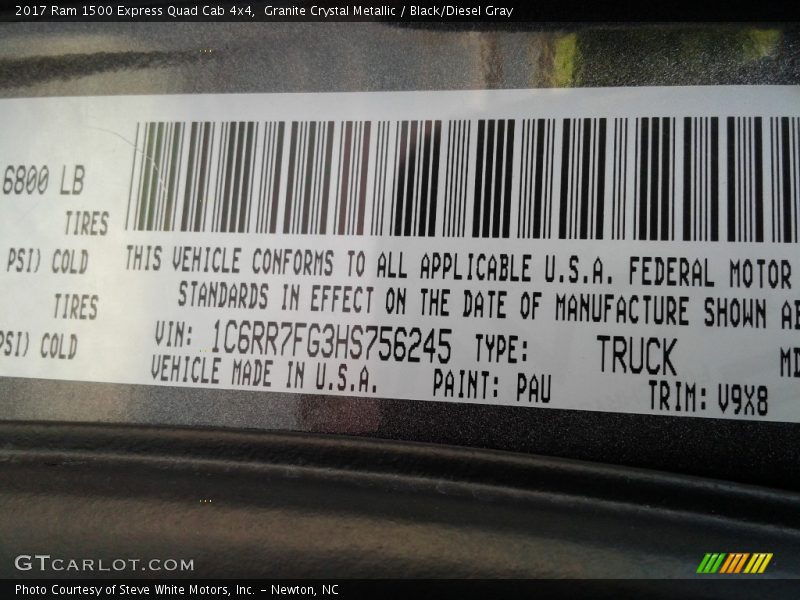 2017 Ram 1500 Express Quad Cab 4x4,  Granite Crystal Metallic / Black/Diesel Gray
6800 LB
TIRES
PSI) COLD
TIRES
PSI) COLD
THIS VEHICLE CONFORMS TO ALL APPLICABLE U.S.A. FEDERAL MOTOR
STANDARDS IN EFFECT ON THE DATE OF MANUFACTURE SHOWN
VIN: 1C6RR7FG3HS756245 TYPE: TRUCK
VEHICLE MADE IN U.S.A. PAINT: PAU TRIM: V9X8
GTCARLOT.COM
Photo Courtesy of Steve White Motors, Inc. – Newton, NC